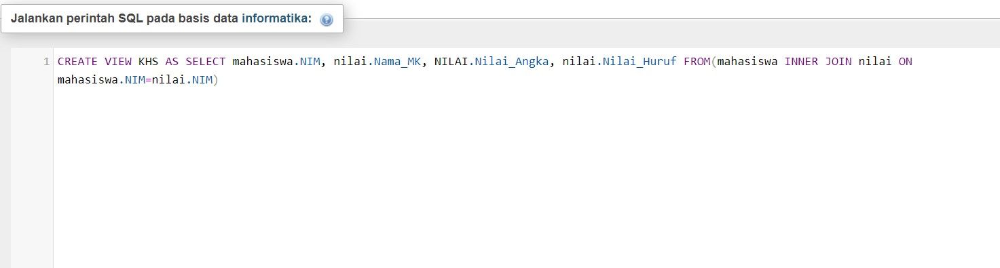 Jalankan perintah SQL pada basis data informatika:
1 CREATE VIEW KHS AS SELECT mahasiswa.NIM, nilai.Nama_MK, NILAI.Nilai_Angka, nilai.Nilai_Huruf FROM(mahasiswa INNER JOIN nilai ON
mahasiswa.NIM=nilai.NIM)